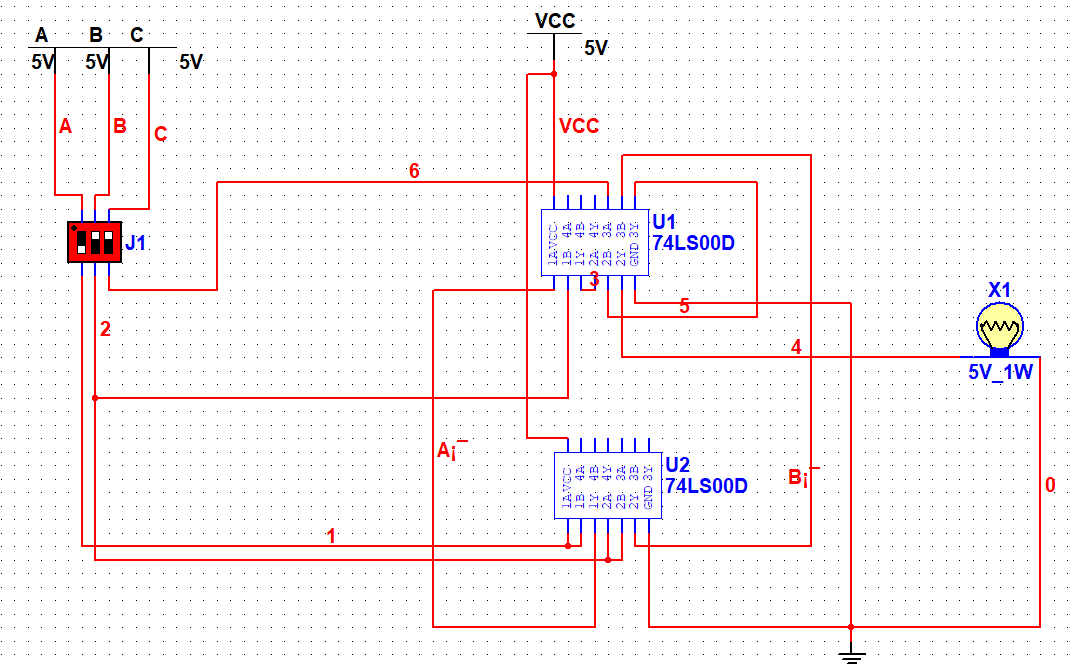 A B C
5V 5V 5V
VCC
5V
A B C
VCC
6
J1
1A VCC
1B 4A
1Y 4B
2A 4Y
2B 3A
2Y 3B
GND 3Y
U1
74LS00D
3
5
X1
2
4
5V_1W
A¡¯
B¡¯
1A VCC
1B 4A
1Y 4B
2A 4Y
2B 3A
2Y 3B
GND 3Y
U2
74LS00D
0
1